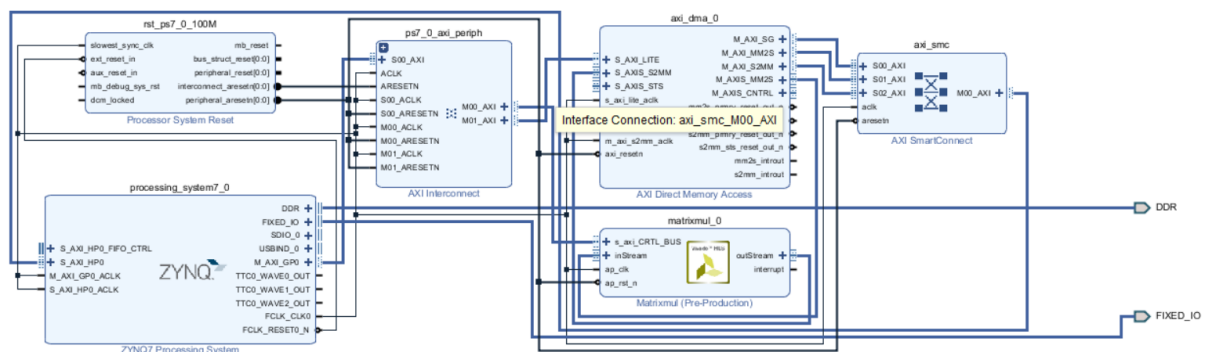 rst_ps7_0_100M
slowest_sync_clk
ext_reset_in
aux_reset_in
mb_debug_sys_rst
dcm_locked
mb_reset
bus_struct_reset[0:0]
peripheral_reset[0:0]
interconnect_aresetn[0:0]
peripheral_aresetn[0:0]
Processor System Reset
ps7_0_axi_periph
S00_AXI
ACLK
ARESETN
S00_ACLK
S00_ARESETN
M00_ACLK
M00_ARESETN
M01_ACLK
M01_ARESETN
M00_AXI
M01_AXI
AXI Interconnect
axi_dma_0
S_AXI_LITE
S_AXIS_S2MM
S_AXIS_STS
s_axi_lite_aclk
m_axi_s2mm_aclk
axi_resetn
M_AXI_SG
M_AXI_MM2S
M_AXI_S2MM
M_AXIS_MM2S
M_AXIS_CNTRL
s2mm_prmry_reset_out_n
s2mm_sts_reset_out_n
mm2s_introut
s2mm_introut
AXI Direct Memory Access
Interface Connection: axi_smc_M00_AXI
axi_smc
S00_AXI
S01_AXI
S02_AXI
aclk
aresetn
M00_AXI
AXI SmartConnect
processing_system7_0
S_AXI_HP0_FIFO_CTRL
S_AXI_HP0
M_AXI_GP0_ACLK
S_AXI_HP0_ACLK
ZYNQ
DDR
FIXED_IO
SDIO_0
USBIND_0
M_AXI_GP0
TTC0_WAVE0_OUT
TTC0_WAVE1_OUT
TTC0_WAVE2_OUT
FCLK_CLK0
FCLK_RESET0_N
ZYNQ7 Processing System
matrixmul_0
s_axi_CRTL_BUS
inStream
ap_clk
ap_rst_n
outStream
interrupt
Matrixmul (Pre-Production)
DDR
FIXED_IO